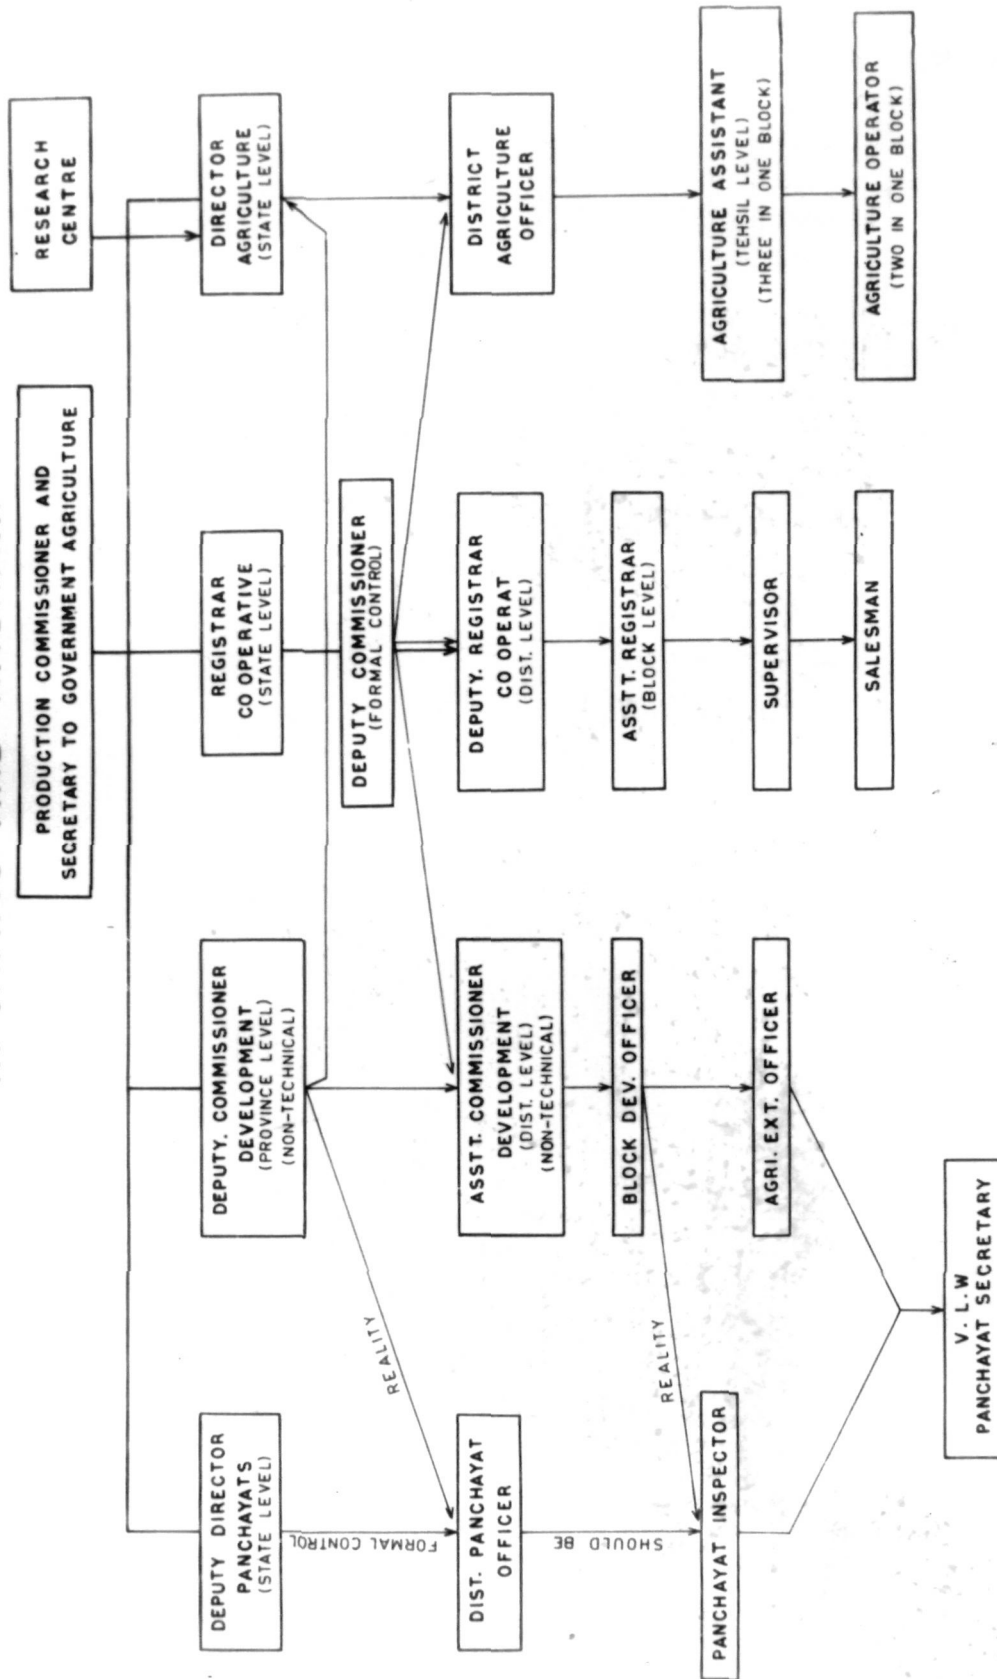 PRODUCTION COMMISSIONER AND
SECRETARY TO GOVERNMENT AGRICULTURE
RESEARCH
CENTRE
DEPUTY DIRECTOR
PANCHAYATS
(STATE LEVEL)
DEPUTY. COMMISSIONER
DEVELOPMENT
(PROVINCE LEVEL)
(NON-TECHNICAL)
REGISTRAR
CO OPERATIVE
(STATE LEVEL)
DIRECTOR
AGRICULTURE
(STATE LEVEL)
FORMAL CONTROL
REALITY
DEPUTY COMMISSIONER
(FORMAL CONTROL)
DIST. PANCHAYAT
OFFICER
ASSTT. COMMISSIONER
DEVELOPMENT
(DIST. LEVEL)
(NON-TECHNICAL)
DEPUTY. REGISTRAR
CO OPERAT
(DIST. LEVEL)
DISTRICT
AGRICULTURE
OFFICER
SHOULD BE
REALITY
BLOCK DEV. OFFICER
ASSTT. REGISTRAR
(BLOCK LEVEL)
PANCHAYAT INSPECTOR
AGRI. EXT. OFFICER
SUPERVISOR
AGRICULTURE ASSISTANT
(TEHSIL LEVEL)
(THREE IN ONE BLOCK)
SALESMAN
AGRICULTURE OPERATOR
(TWO IN ONE BLOCK)
V. L. W
PANCHAYAT SECRETARY